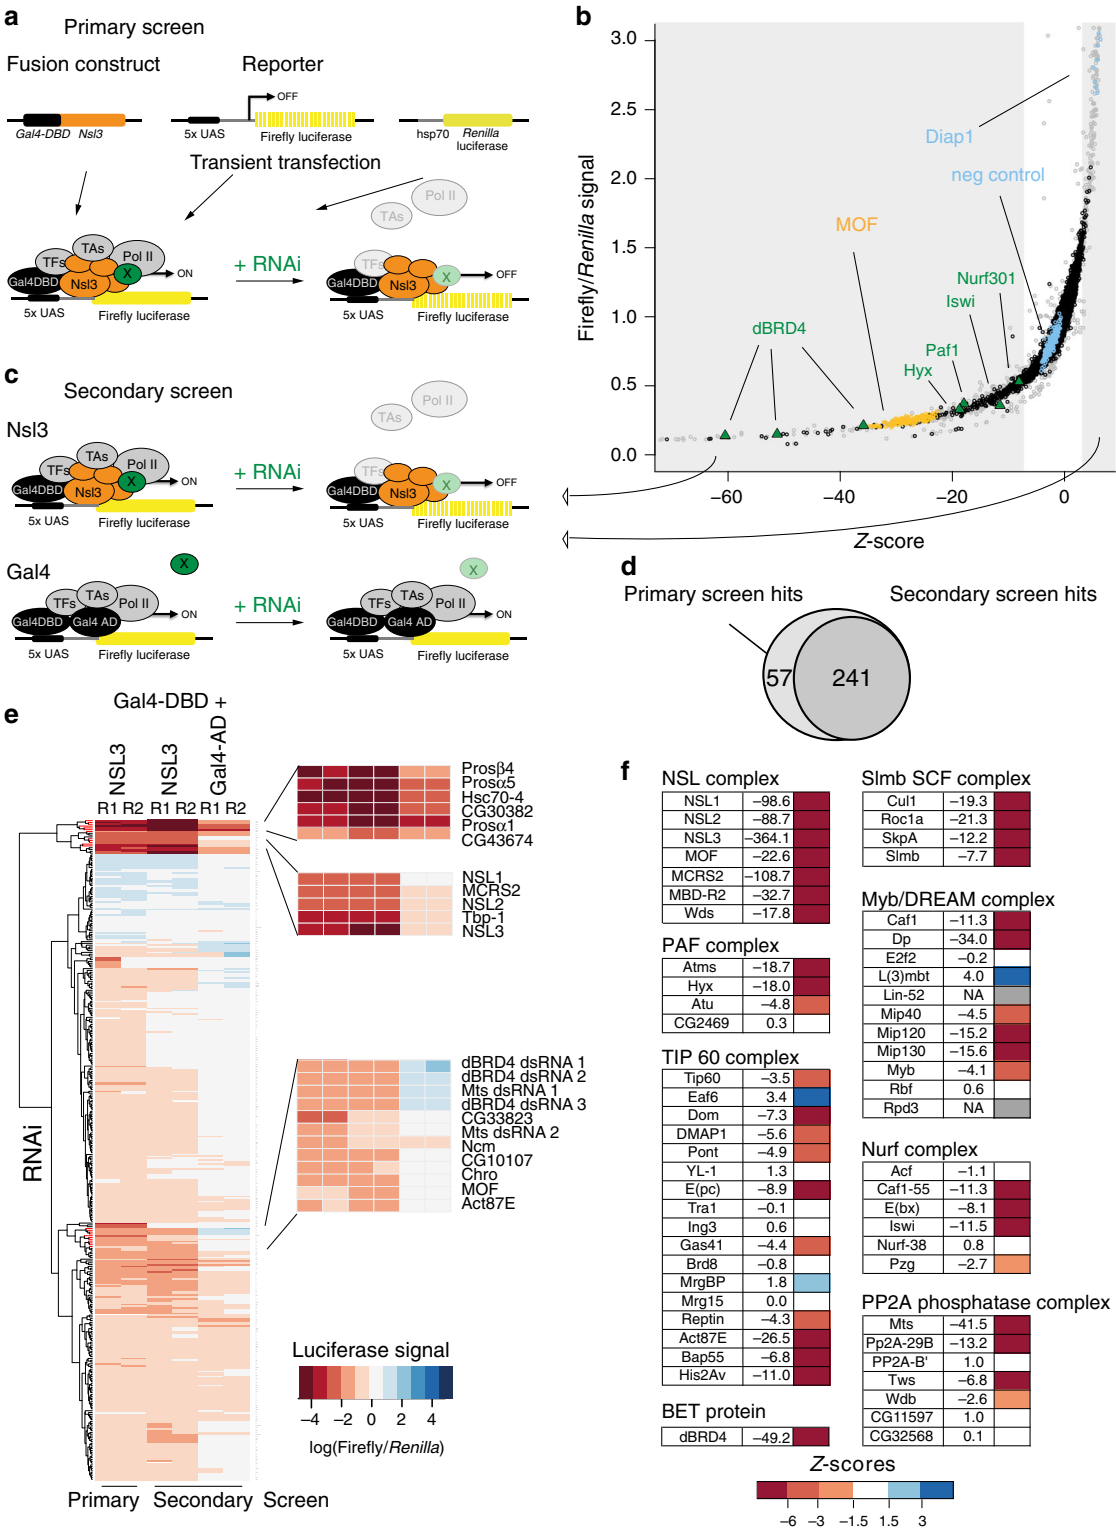 a
Primary screen
Fusion construct
Reporter
OFF
Gal4-DBD Nsl3
5x UAS
Firefly luciferase
hsp70 Renilla luciferase
Transient transfection
Pol II
TAs
TAs
TFs
Pol II
X
ON
Gal4DBD
Nsl3
5x UAS
Firefly luciferase
+ RNAi
TFs
X
OFF
Gal4DBD
Nsl3
5x UAS
Firefly luciferase
b
Firefly/Renilla signal
3.0
2.5
2.0
1.5
1.0
0.5
0.0
Diap1
neg control
MOF
Nurf301
Iswi
dBRD4
Paf1
Hyx
−60
−40
−20
0
Z-score
c
Secondary screen
Nsl3
Pol II
TAs
TAs
TFs
Pol II
X
ON
Gal4DBD
Nsl3
5x UAS
Firefly luciferase
+ RNAi
TFs
X
OFF
Gal4DBD
Nsl3
5x UAS
Firefly luciferase
Gal4
X
TAs
TFs
Pol II
ON
Gal4DBD
Gal4 AD
5x UAS
Firefly luciferase
+ RNAi
X
TAs
TFs
Pol II
ON
Gal4DBD
Gal4 AD
5x UAS
Firefly luciferase
d
Primary screen hits
Secondary screen hits
57
241
e
Gal4-DBD +
NSL3
NSL3
Gal4-AD
R1 R2 R1 R2 R1 R2
RNAi
Prosβ4
Prosα5
Hsc70-4
CG30382
Prosα1
CG43674
NSL1
MCRS2
NSL2
Tbp-1
NSL3
dBRD4 dsRNA 1
dBRD4 dsRNA 2
Mts dsRNA 1
dBRD4 dsRNA 3
CG33823
Mts dsRNA 2
Ncm
CG10107
Chro
MOF
Act87E
Luciferase signal
−4 −2 0 2 4
log(Firefly/Renilla)
Primary Secondary Screen
f
NSL complex
NSL1 −98.6
NSL2 −88.7
NSL3 −364.1
MOF −22.6
MCRS2 −108.7
MBD-R2 −32.7
Wds −17.8
PAF complex
Atms −18.7
Hyx −18.0
Atu −4.8
CG2469 0.3
TIP 60 complex
Tip60 −3.5
Eaf6 3.4
Dom −7.3
DMAP1 −5.6
Pont −4.9
YL-1 1.3
E(pc) −8.9
Tra1 −0.1
Ing3 0.6
Gas41 −4.4
Brd8 −0.8
MrgBP 1.8
Mrg15 0.0
Reptin −4.3
Act87E −26.5
Bap55 −6.8
His2Av −11.0
BET protein
dBRD4 −49.2
Slmb SCF complex
Cul1 −19.3
Roc1a −21.3
SkpA −12.2
Slmb −7.7
Myb/DREAM complex
Caf1 −11.3
Dp −34.0
E2f2 −0.2
L(3)mbt 4.0
Lin-52 NA
Mip40 −4.5
Mip120 −15.2
Mip130 −15.6
Myb −4.1
Rbf 0.6
Rpd3 NA
Nurf complex
Acf −1.1
Caf1-55 −11.3
E(bx) −8.1
Iswi −11.5
Nurf-38 0.8
Pzg −2.7
PP2A phosphatase complex
Mts −41.5
Pp2A-29B −13.2
PP2A-B' 1.0
Tws −6.8
Wdb −2.6
CG11597 1.0
CG32568 0.1
Z-scores
−6 −3 −1.5 1.5 3